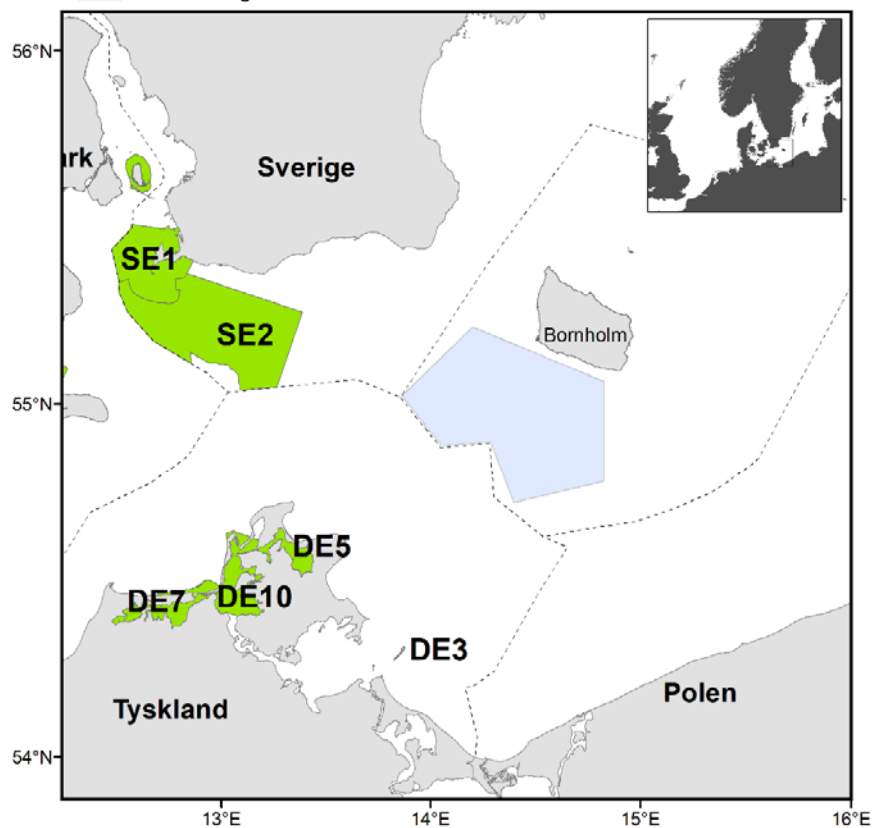 56°N
ark
Sverige
SE1
SE2
Bornholm
55°N
DE5
DE7
DE10
DE3
Tyskland
Polen
54°N
13°E
14°E
15°E
16°E